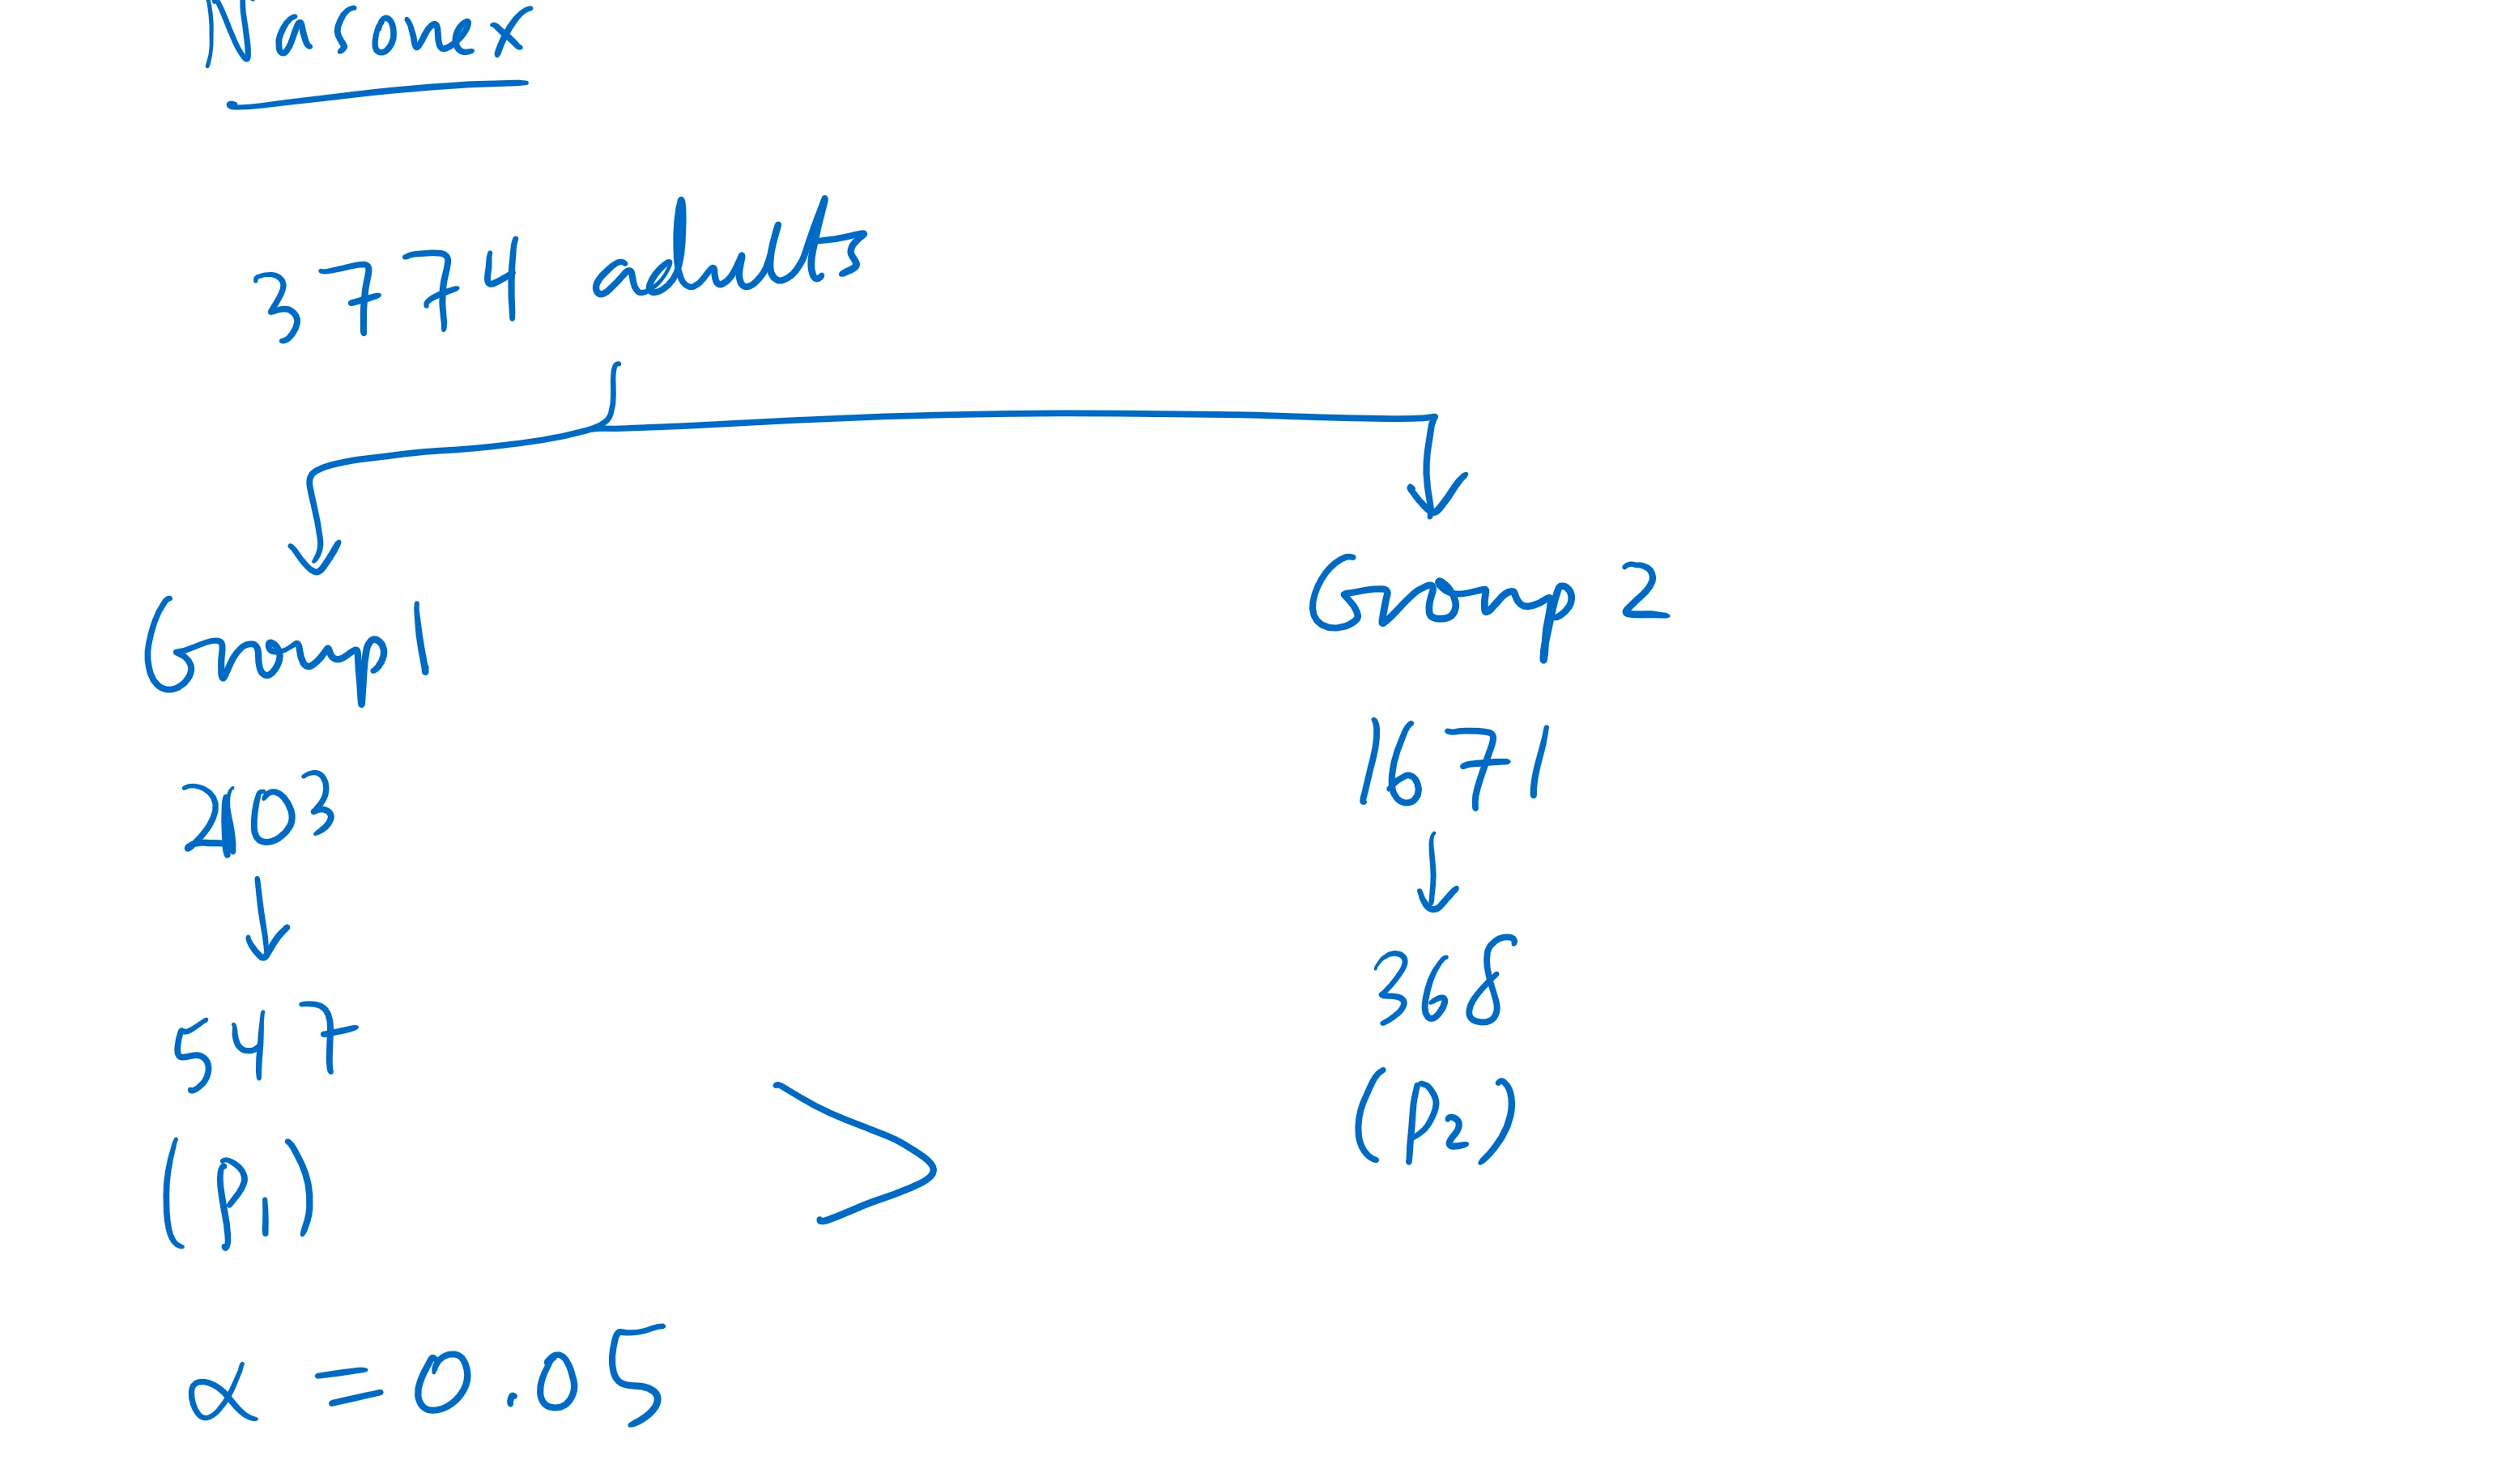 Nasonex
3774 adults
Group 1
2103
547
(p1)
>
Group 2
1671
368
(p2)
α = 0.05